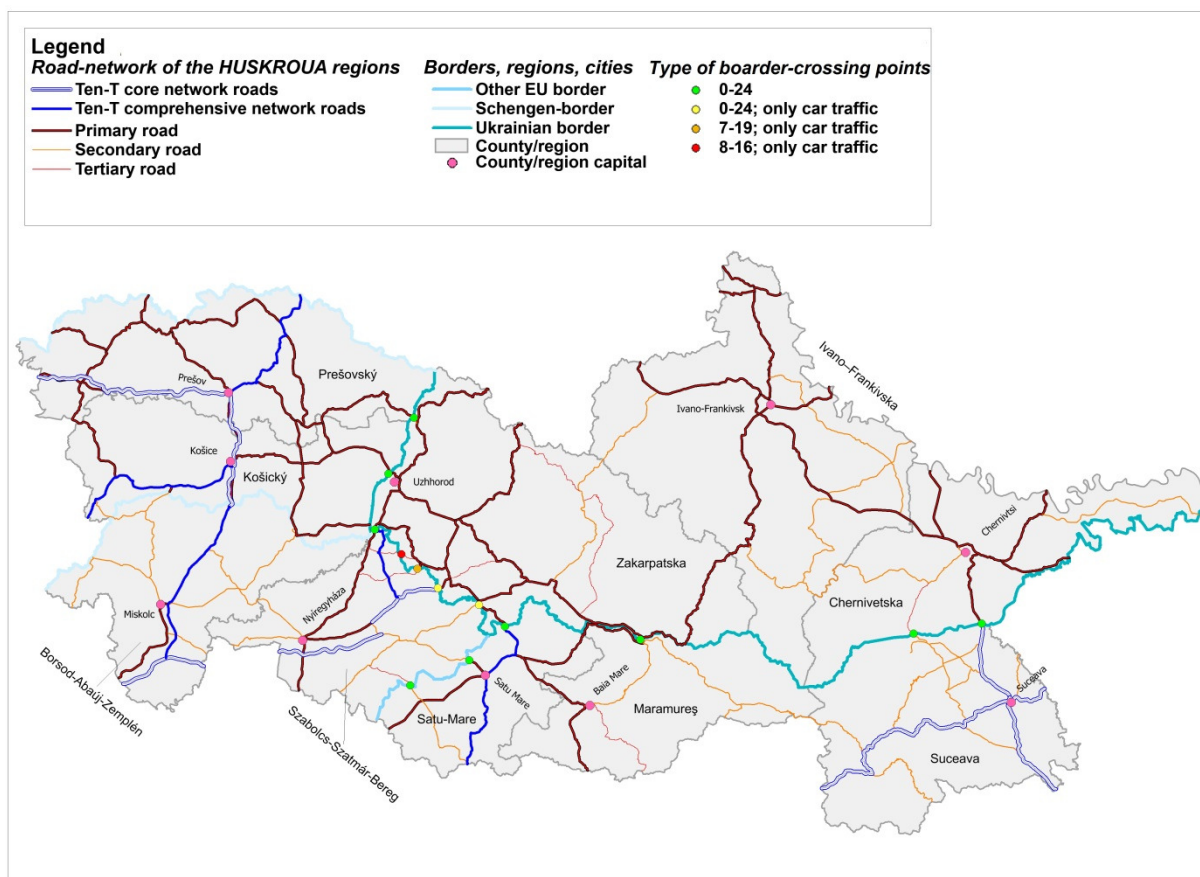 Legend
Road-network of the HUSKROUA regions
Ten-T core network roads
Ten-T comprehensive network roads
Primary road
Secondary road
Tertiary road
Borders, regions, cities
Other EU border
Schengen-border
Ukrainian border
County/region
County/region capital
Type of boarder-crossing points
0-24
0-24; only car traffic
7-19; only car traffic
8-16; only car traffic
Ivano–Frankivska
Prešovský
Prešov
Ivano-Frankivsk
Košice
Košický
Uzhhorod
Chernivtsi
Zakarpatska
Chernivetska
Nyíregyháza
Miskolc
Borsod-Abaúj-Zemplén
Szabolcs-Szatmár-Bereg
Satu Mare
Satu-Mare
Baia Mare
Maramureş
Suceava
Suceava